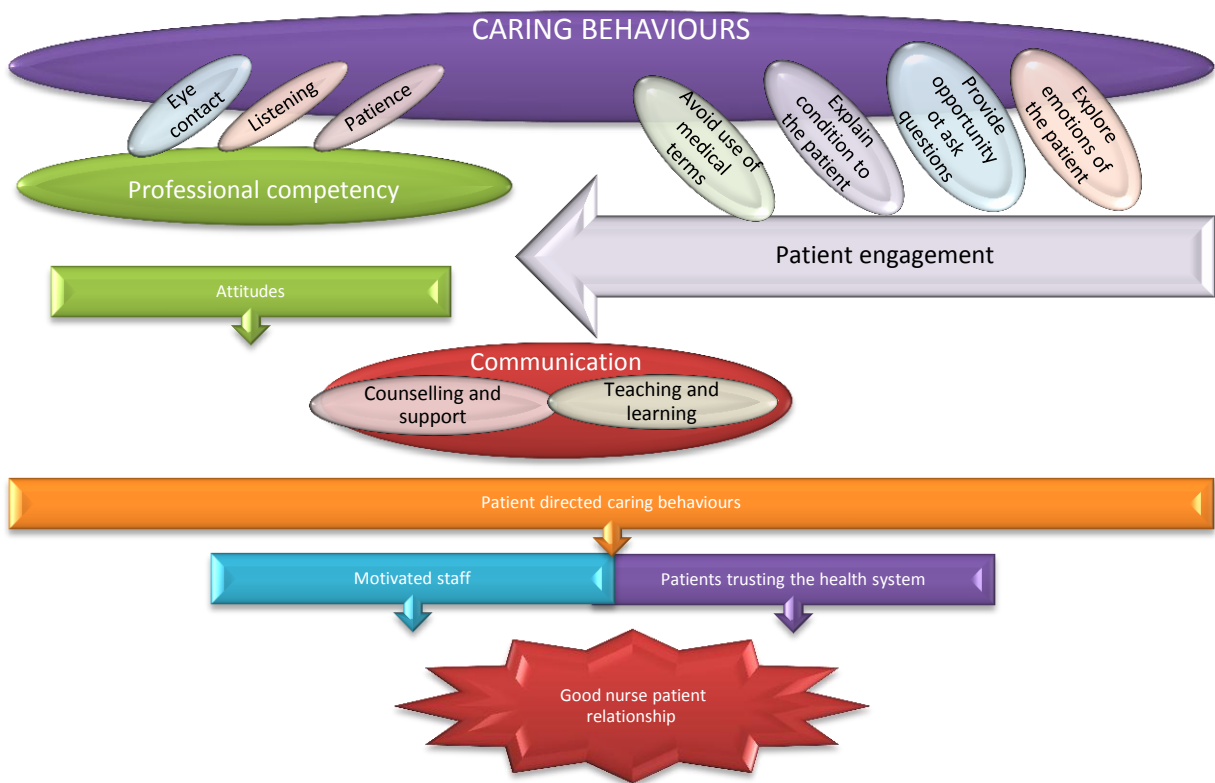 CARING BEHAVIOURS
Eye
contact
Listening
Patience
Avoid use of
medical
terms
Explain
condition to
the patient
Provide
opportunity
ot ask
questions
Explore
emotions of
the patient
Professional competency
Patient engagement
Attitudes
Communication
Counselling and
support
Teaching and
learning
Patient directed caring behaviours
Motivated staff
Patients trusting the health system
Good nurse patient
relationship